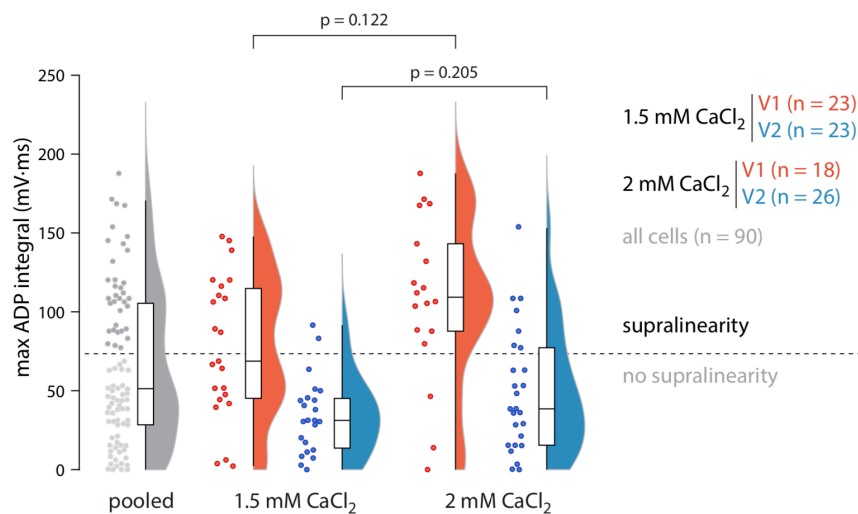 p = 0.122
p = 0.205
max ADP integral (mV·ms)
250
200
150
100
50
0
pooled
1.5 mM CaCl₂
2 mM CaCl₂
1.5 mM CaCl₂
V1 (n = 23)
V2 (n = 23)
2 mM CaCl₂
V1 (n = 18)
V2 (n = 26)
all cells (n = 90)
supralinearity
no supralinearity